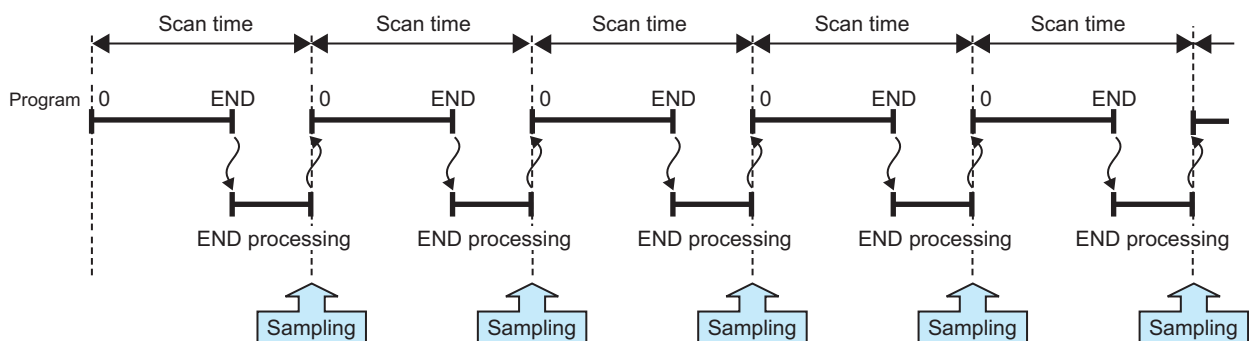 Scan time Scan time Scan time Scan time Scan time
Program 0 END 0 END 0 END 0 END 0 END
END processing END processing END processing END processing END processing
Sampling Sampling Sampling Sampling Sampling